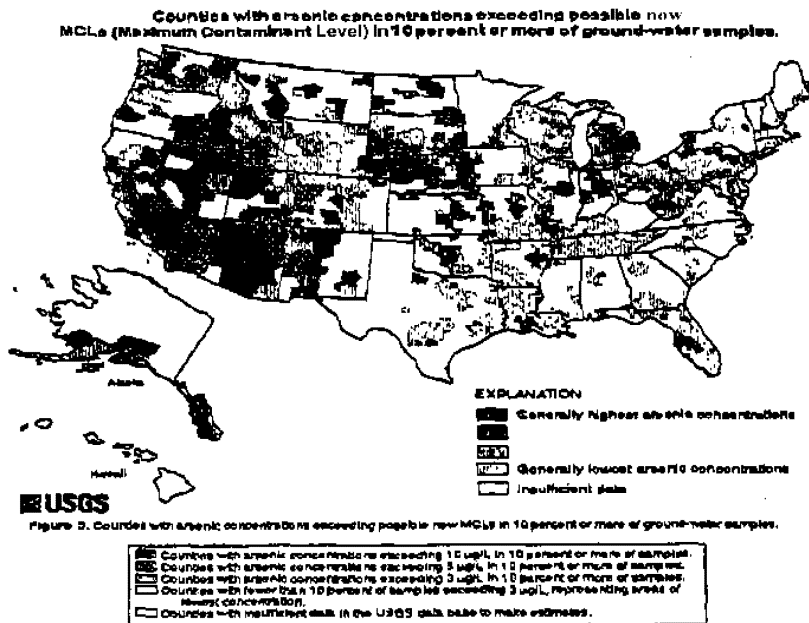 Counties with arsenic concentrations exceeding possible now
MCLs (Maximum Contaminant Level) in 10 percent or more of ground-water samples.
Alaska
Hawaii
EXPLANATION
Generally highest arsenic concentrations
Generally lowest arsenic concentrations
Insufficient data
USGS
Figure 3. Counties with arsenic concentrations exceeding possible new MCLs in 10 percent or more of ground-water samples.
Counties with arsenic concentrations exceeding 10 ug/L in 10 percent or more of samples.
Counties with arsenic concentrations exceeding 5 ug/L in 10 percent or more of samples.
Counties with arsenic concentrations exceeding 3 ug/L in 10 percent or more of samples.
Counties with fewer than 10 percent of samples exceeding 3 ug/L, representing areas of
lowest concentration.
Counties with insufficient data in the USGS data base to make estimates.